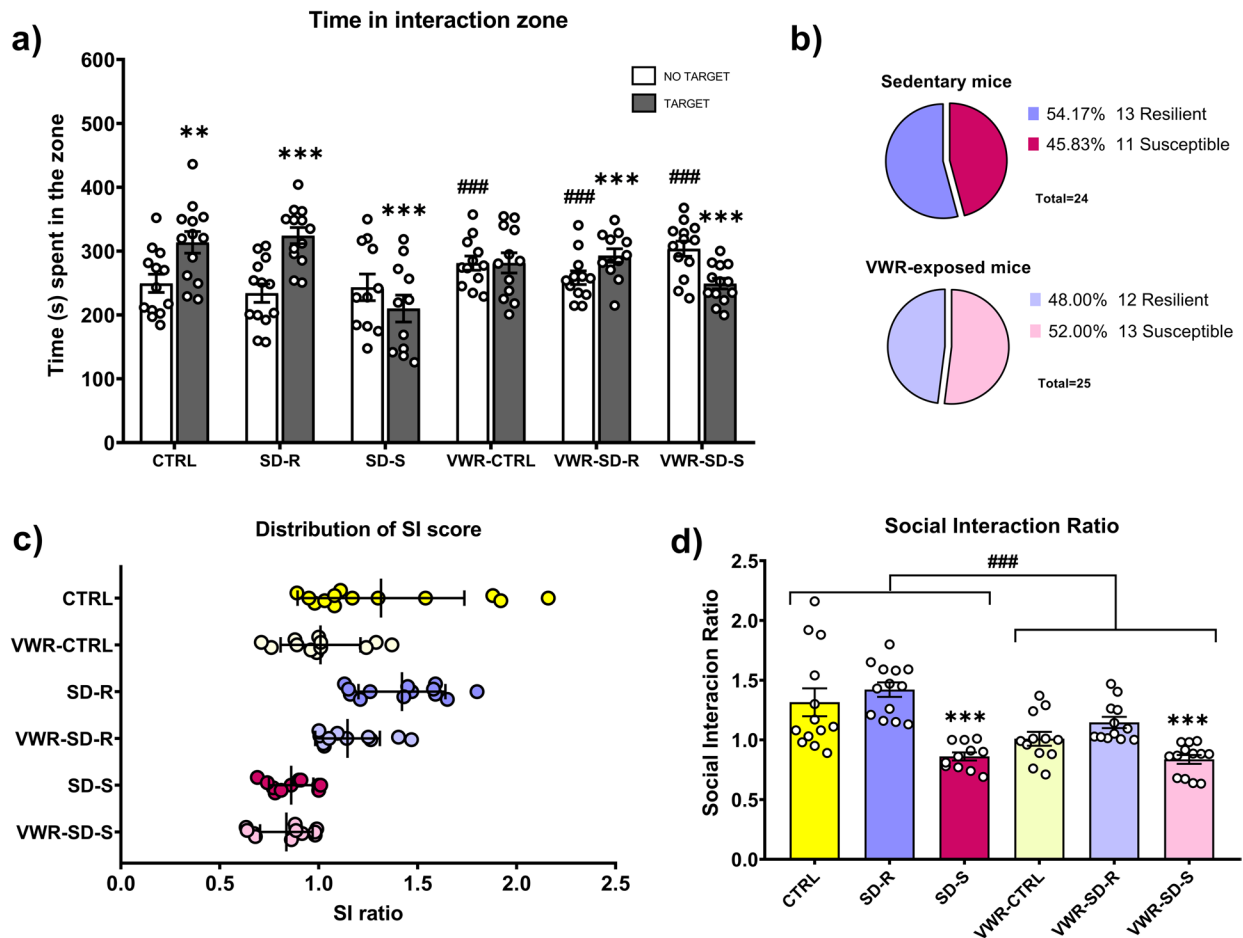 a)
Time in interaction zone
Time (s) spent in the zone
600
500
400
300
200
100
0
NO TARGET
TARGET
**
***
***
###
###
***
###
***
CTRL
SD-R
SD-S
VWR-CTRL
VWR-SD-R
VWR-SD-S
b)
Sedentary mice
54.17% 13 Resilient
45.83% 11 Susceptible
Total=24
VWR-exposed mice
48.00% 12 Resilient
52.00% 13 Susceptible
Total=25
c)
Distribution of SI score
CTRL
VWR-CTRL
SD-R
VWR-SD-R
SD-S
VWR-SD-S
0.0
0.5
1.0
1.5
2.0
2.5
SI ratio
d)
Social Interaction Ratio
Social Interacion Ratio
2.5
2.0
1.5
1.0
0.5
0.0
###
***
***
CTRL
SD-R
SD-S
VWR-CTRL
VWR-SD-R
VWR-SD-S